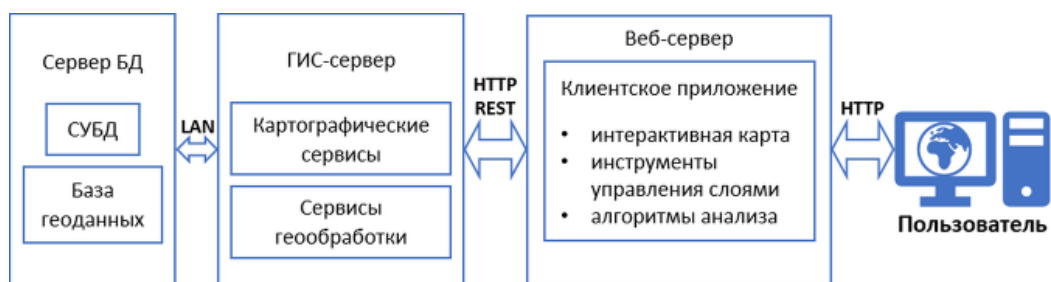 Сервер БД
СУБД
База
геоданных
LAN
ГИС-сервер
Картографические
сервисы
Сервисы
геообработки
HTTP
REST
Веб-сервер
Клиентское приложение
• интерактивная карта
• инструменты
управления слоями
• алгоритмы анализа
HTTP
Пользователь